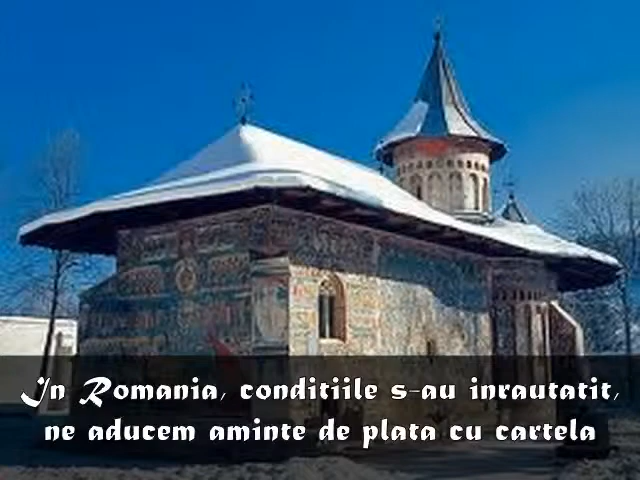 In Romania, conditiile s-au inrautatit,
ne aducem aminte de plata cu cartela